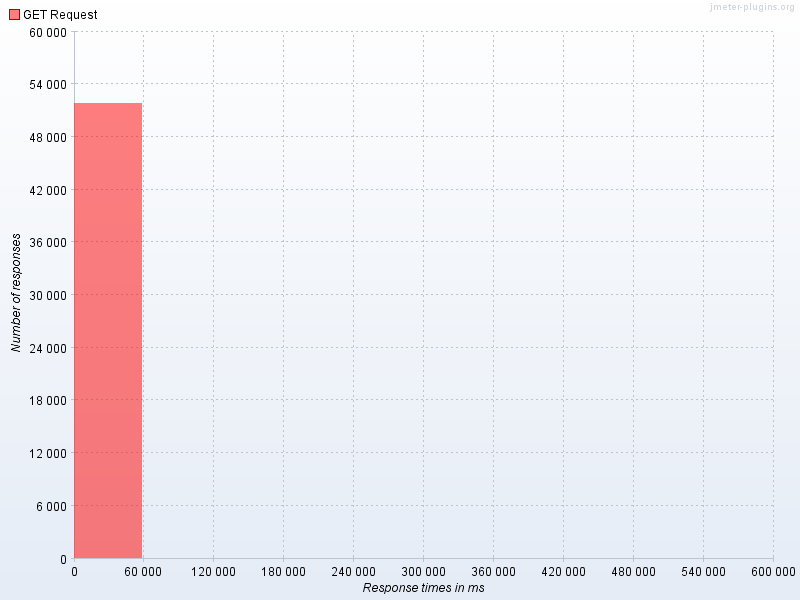 jmeter-plugins.org
GET Request
60 000
54 000
48 000
42 000
36 000
30 000
24 000
18 000
12 000
6 000
0
Number of responses
0 60 000 120 000 180 000 240 000 300 000 360 000 420 000 480 000 540 000 600 000
Response times in ms